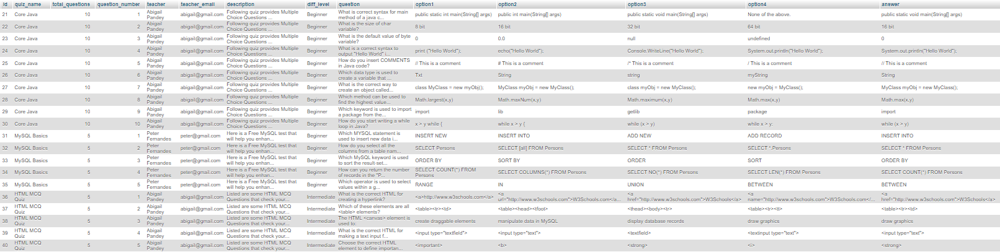 id quiz_name total_questions question_number teacher teacher_email description diff_level question option1 option2 option3 option4 answer
21 Core Java 10 1 Abigail Pandey abigail@gmail.com Following quiz provides Multiple Choice Questions ... Beginner What is correct syntax for main method of a java c... public static int main(String[] args) public int main(String[] args) public static void main(String[] args) None of the above. public static void main(String[] args)
22 Core Java 10 2 Abigail Pandey abigail@gmail.com Following quiz provides Multiple Choice Questions ... Beginner What is the size of char variable? 8 bit 16 bit 32 bit 64 bit 16 bit
23 Core Java 10 3 Abigail Pandey abigail@gmail.com Following quiz provides Multiple Choice Questions ... Beginner What is the default value of byte variable? 0 0.0 null undefined 0
24 Core Java 10 4 Abigail Pandey abigail@gmail.com Following quiz provides Multiple Choice Questions ... Beginner What is a correct syntax to output "Hello World" i... print ("Hello World"); echo("Hello World"); Console.WriteLine("Hello World"); System.out.println("Hello World"); System.out.println("Hello World");
25 Core Java 10 5 Abigail Pandey abigail@gmail.com Following quiz provides Multiple Choice Questions ... Beginner How do you insert COMMENTS in Java code? // This is a comment # This is a comment /* This is a comment / This is a comment // This is a comment
26 Core Java 10 6 Abigail Pandey abigail@gmail.com Following quiz provides Multiple Choice Questions ... Beginner Which data type is used to create a variable that ... Txt String string myString String
27 Core Java 10 7 Abigail Pandey abigail@gmail.com Following quiz provides Multiple Choice Questions ... Beginner What is the correct way to create an object called... class MyClass = new myObj(); MyClass myObj = new MyClass(); class myObj = new MyClass(); new myObj = MyClass(); MyClass myObj = new MyClass();
28 Core Java 10 8 Abigail Pandey abigail@gmail.com Following quiz provides Multiple Choice Questions ... Beginner Which method can be used to find the highest value... Math.largest(x,y) Math.maxNum(x,y) Math.maximum(x,y) Math.max(x,y) Math.max(x,y)
29 Core Java 10 9 Abigail Pandey abigail@gmail.com Following quiz provides Multiple Choice Questions ... Beginner Which keyword is used to import a package from the... import lib getlib package import
30 Core Java 10 10 Abigail Pandey abigail@gmail.com Following quiz provides Multiple Choice Questions ... Beginner How do you start writing a while loop in Java? x > y while { while x > y { while (x > y) while x > y: while (x > y)
31 MySQL Basics 5 1 Peter Fernandes peter@gmail.com Here is a Free MySQL test that will help you enhan... Beginner Which MYSQL statement is used to insert new data i... INSERT NEW INSERT INTO ADD NEW ADD RECORD INSERT INTO
32 MySQL Basics 5 2 Peter Fernandes peter@gmail.com Here is a Free MySQL test that will help you enhan... Beginner How do you select all the columns from a table nam... SELECT Persons SELECT [all] FROM Persons SELECT * FROM Persons SELECT *.Persons SELECT * FROM Persons
33 MySQL Basics 5 3 Peter Fernandes peter@gmail.com Here is a Free MySQL test that will help you enhan... Beginner Which MySQL keyword is used to sort the result-set... ORDER BY SORT BY ORDER SORT ORDER BY
34 MySQL Basics 5 4 Peter Fernandes peter@gmail.com Here is a Free MySQL test that will help you enhan... Beginner How can you return the number of records in the "P... SELECT COUNT(*) FROM Persons SELECT COLUMNS(*) FROM Persons SELECT NO(*) FROM Persons SELECT LEN(*) FROM Persons SELECT COUNT(*) FROM Persons
35 MySQL Basics 5 5 Peter Fernandes peter@gmail.com Here is a Free MySQL test that will help you enhan... Beginner Which operator is used to select values within a g... RANGE IN UNION BETWEEN BETWEEN
36 HTML MCQ Quiz 5 1 Abigail Pandey abigail@gmail.com Listed are some HTML MCQ Questions that check your... Intermediate What is the correct HTML for creating a hyperlink? <a>http://www.w3schools.com</a> <a url="http://www.w3schools.com">W3Schools.com</a... <a href="http://www.w3schools.com">W3Schools</a> <a name="http://www.w3schools.com">W3Schools.com</... <a href="http://www.w3schools.com">W3Schools</a>
37 HTML MCQ Quiz 5 2 Abigail Pandey abigail@gmail.com Listed are some HTML MCQ Questions that check your... Intermediate Which of these elements are all <table> elements? <table><tr><td> <table><head><tfoot> <thead><body><tr> <table><tr><tt> <table><tr><td>
38 HTML MCQ Quiz 5 3 Abigail Pandey abigail@gmail.com Listed are some HTML MCQ Questions that check your... Intermediate The HTML <canvas> element is used to: create draggable elements manipulate data in MySQL display database records draw graphics draw graphics
39 HTML MCQ Quiz 5 4 Abigail Pandey abigail@gmail.com Listed are some HTML MCQ Questions that check your... Intermediate What is the correct HTML for making a text input f... <input type="textfield"> <input type="text"> <textfield> <textinput type="text"> <input type="text">
40 HTML MCQ Quiz 5 5 Abigail Pandey abigail@gmail.com Listed are some HTML MCQ Questions that check your... Intermediate Choose the correct HTML element to define importan... <important> <b> <strong> <i> <strong>